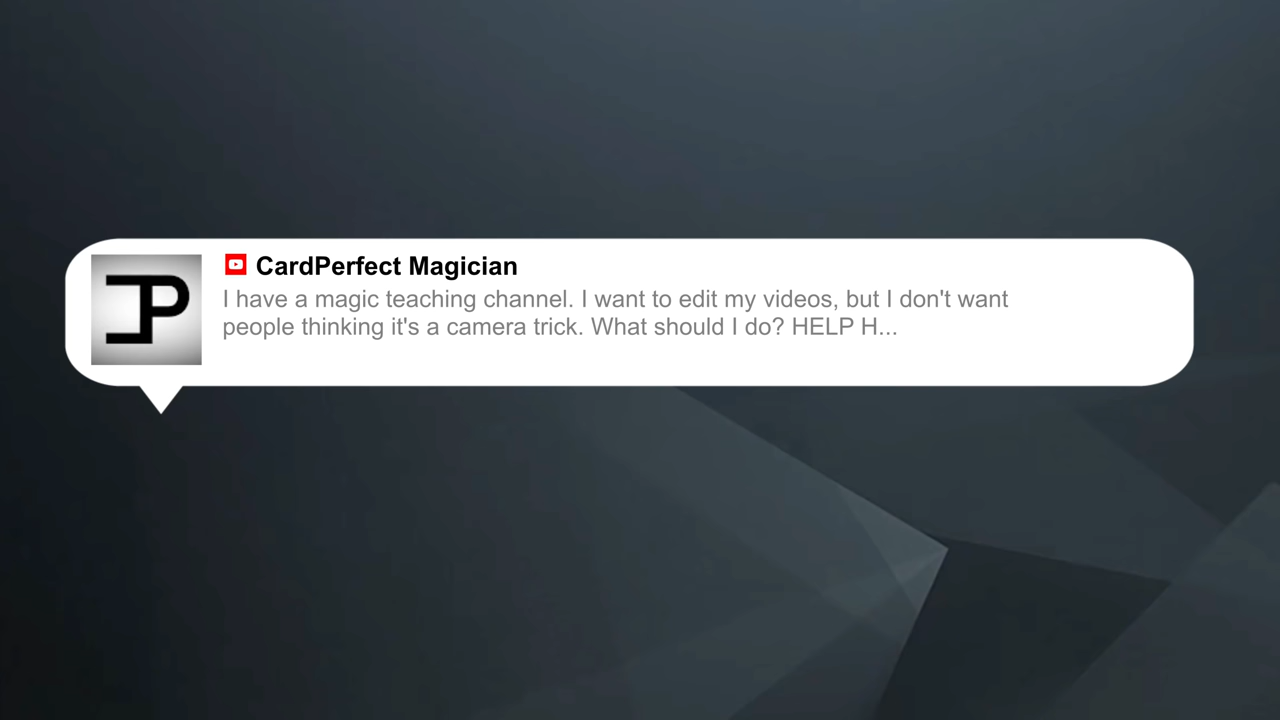 CardPerfect Magician
I have a magic teaching channel. I want to edit my videos, but I don't want
people thinking it's a camera trick. What should I do? HELP H...